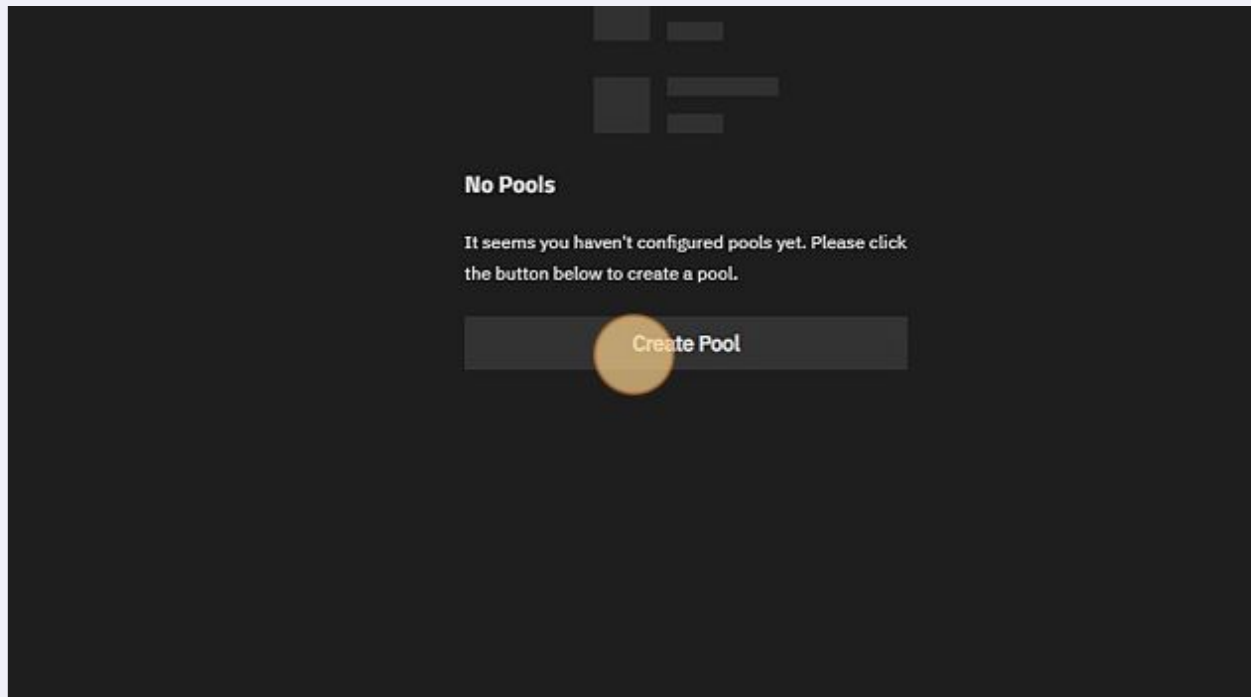 No Pools
It seems you haven't configured pools yet. Please click
the button below to create a pool.
Create Pool